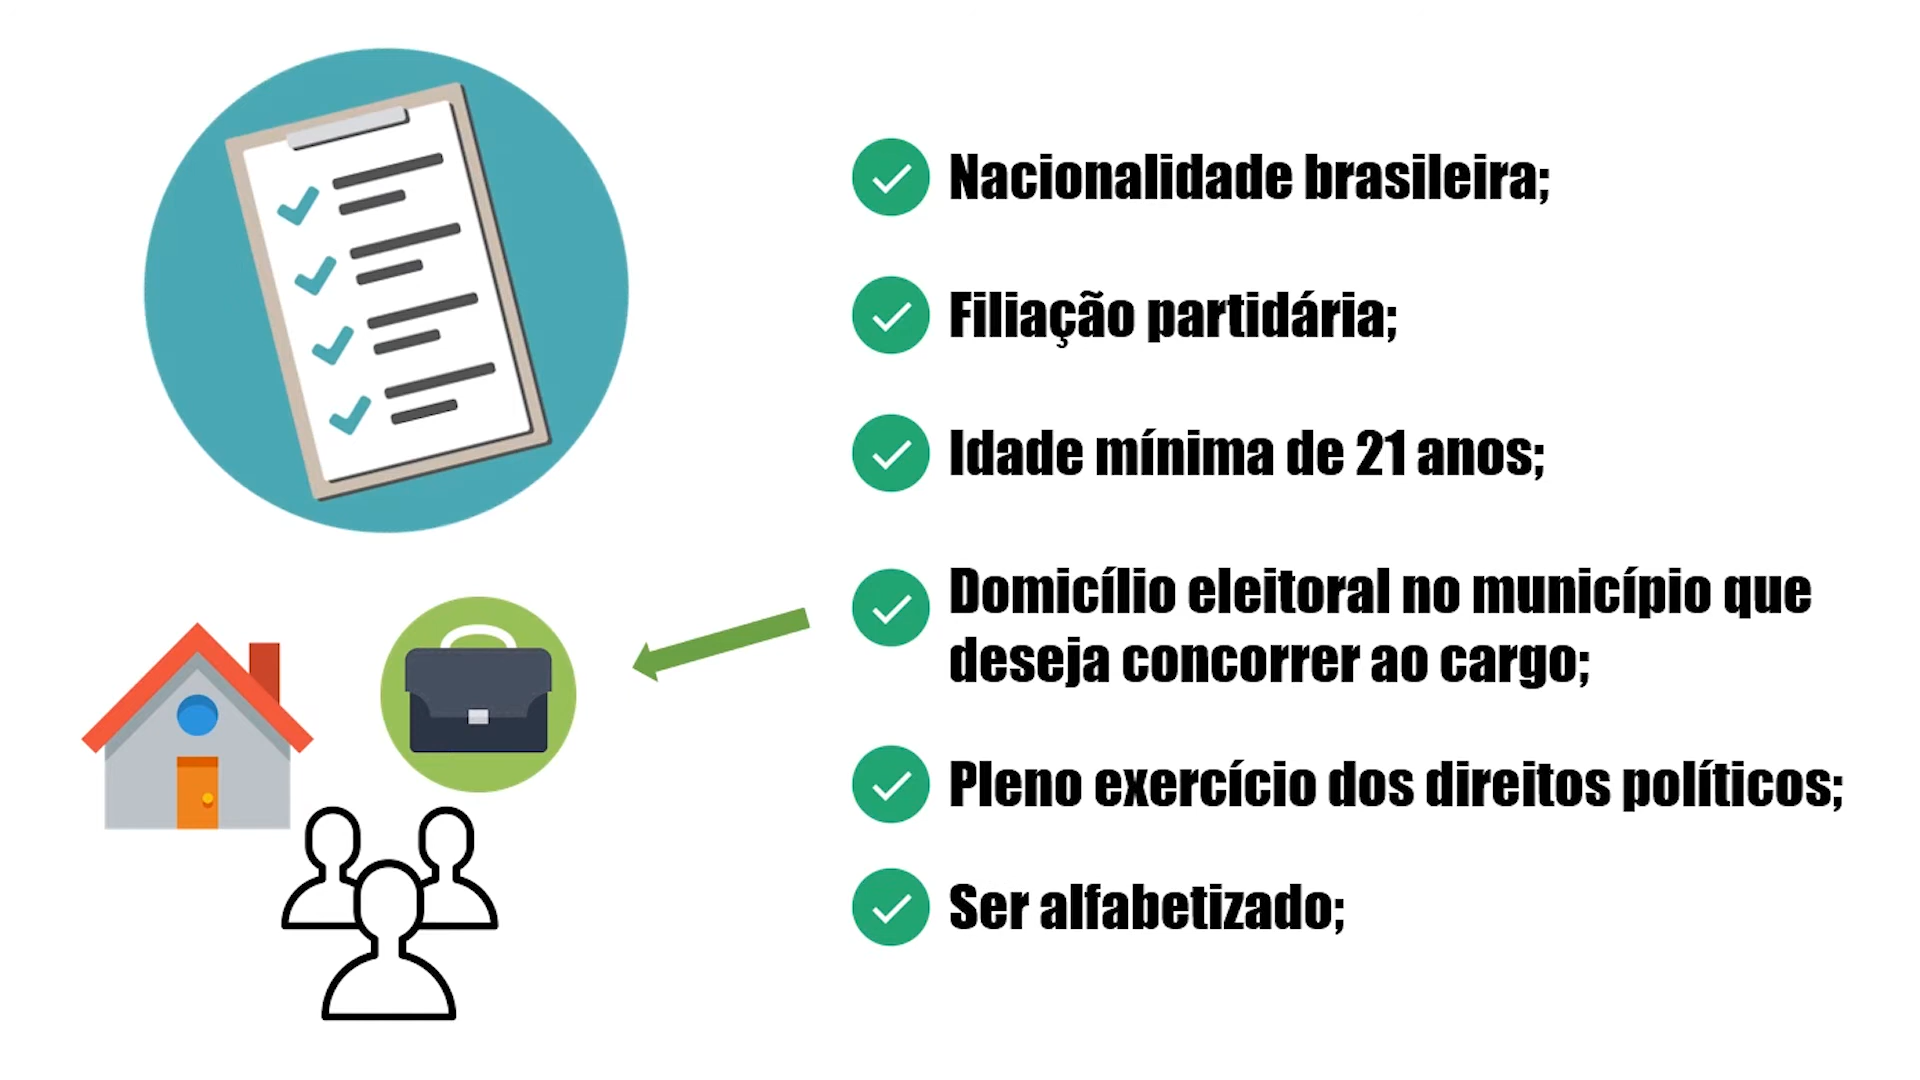 Nacionalidade brasileira;
Filiação partidária;
Idade mínima de 21 anos;
Domicílio eleitoral no município que
deseja concorrer ao cargo;
Pleno exercício dos direitos políticos;
Ser alfabetizado;